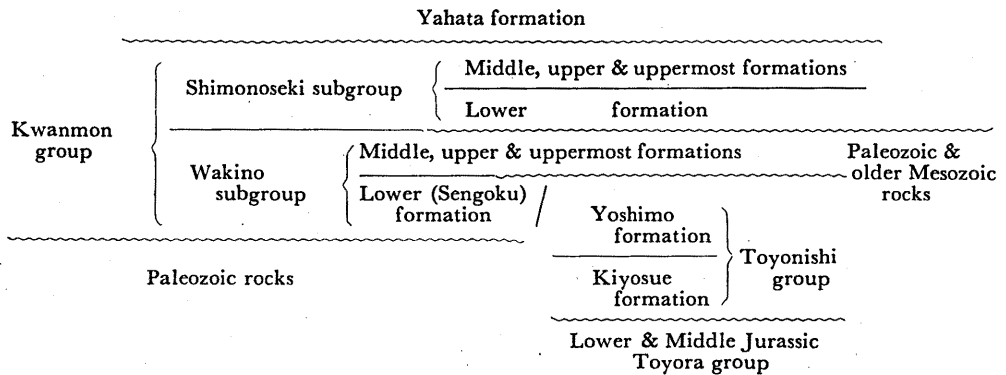 Yahata formation
Kwanmon
group
Shimonoseki subgroup
Middle, upper & uppermost formations
Lower formation
Wakino
subgroup
Middle, upper & uppermost formations
Lower (Sengoku)
formation
Paleozoic &
older Mesozoic
rocks
Yoshimo
formation
Kiyosue
formation
Toyonishi
group
Paleozoic rocks
Lower & Middle Jurassic
Toyora group